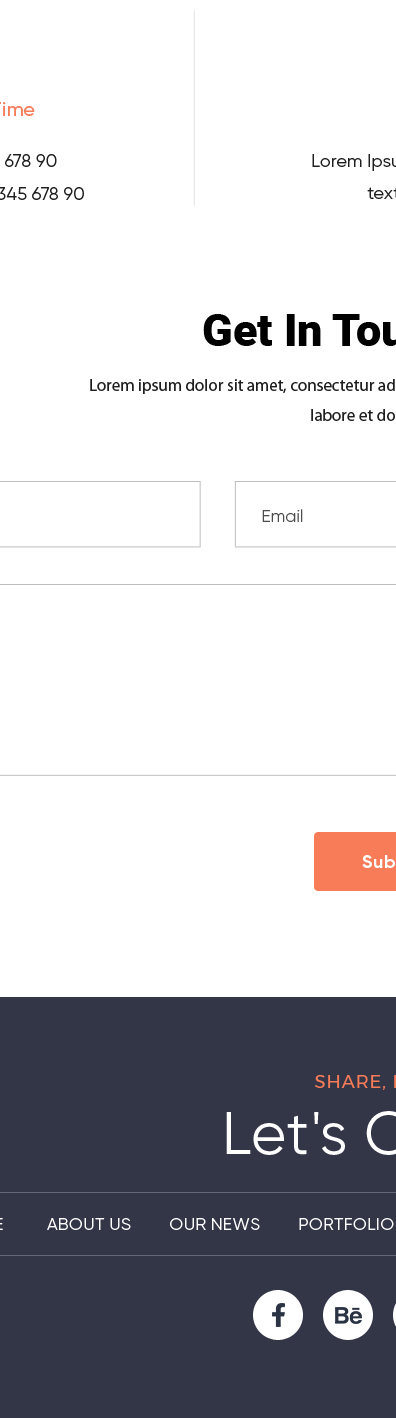 Time
678 90
345 678 90
Lorem Ipsu
text
Get In Tou
Lorem ipsum dolor sit amet, consectetur ad
labore et do
Email
Sub
SHARE,
Let's
ABOUT US
OUR NEWS
PORTFOLIO
f
Bē